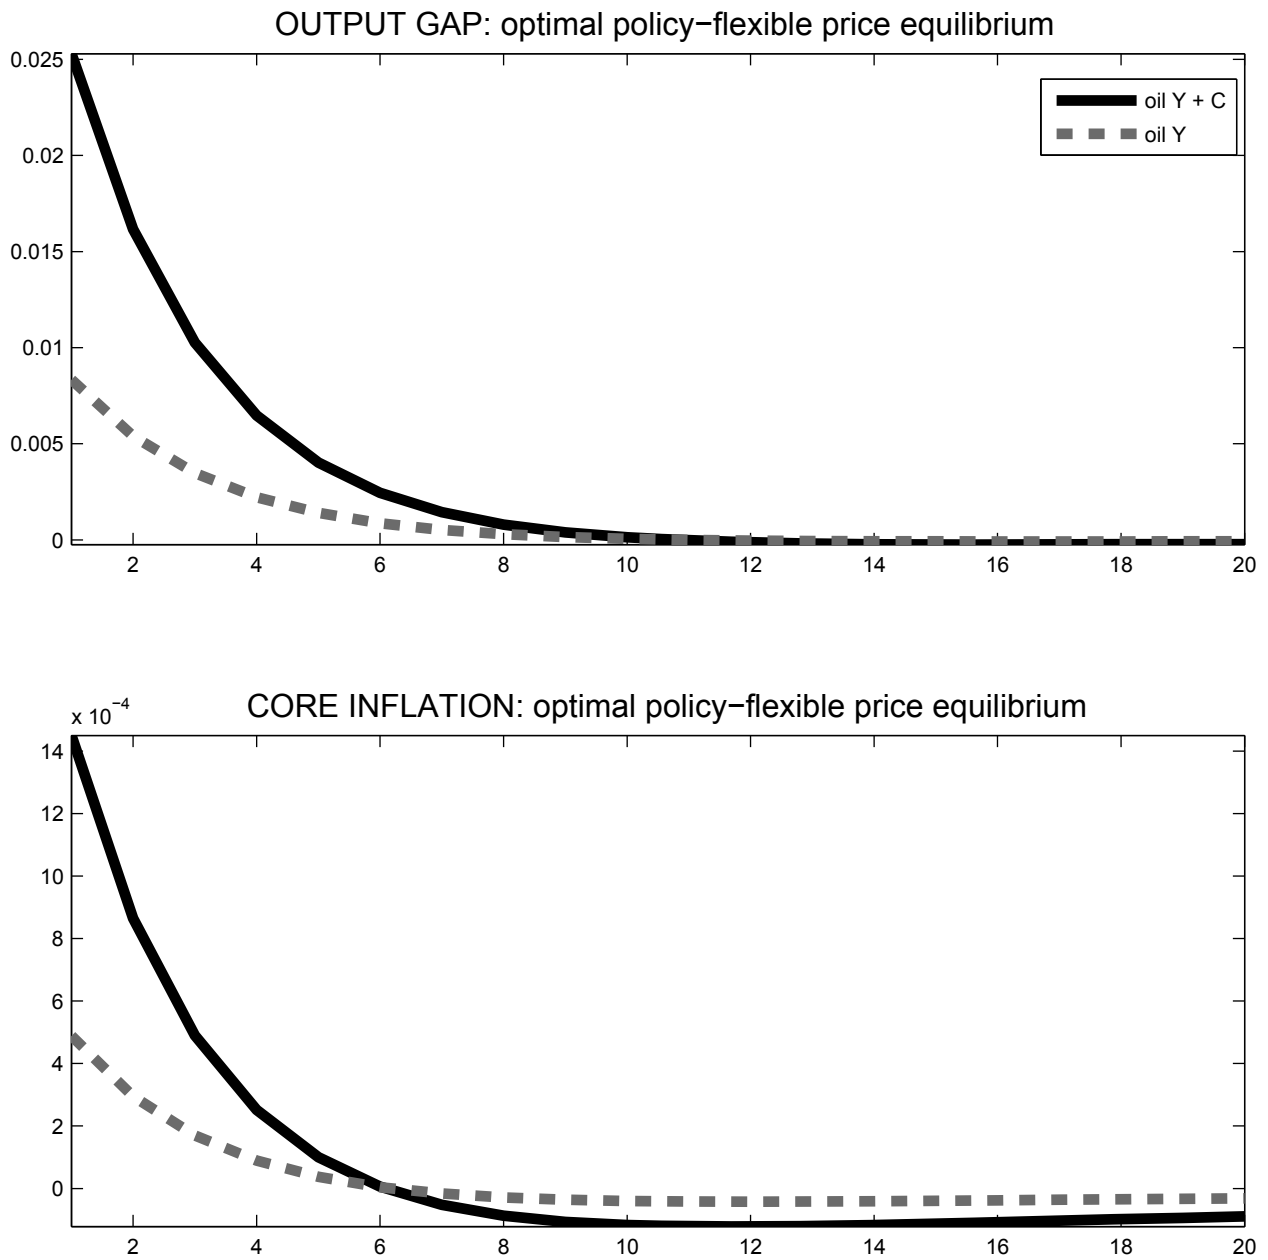 OUTPUT GAP: optimal policy−flexible price equilibrium
0.025
0.02
0.015
0.01
0.005
0
oil Y + C
oil Y
2 4 6 8 10 12 14 16 18 20
CORE INFLATION: optimal policy−flexible price equilibrium
x 10−4
14
12
10
8
6
4
2
0
2 4 6 8 10 12 14 16 18 20